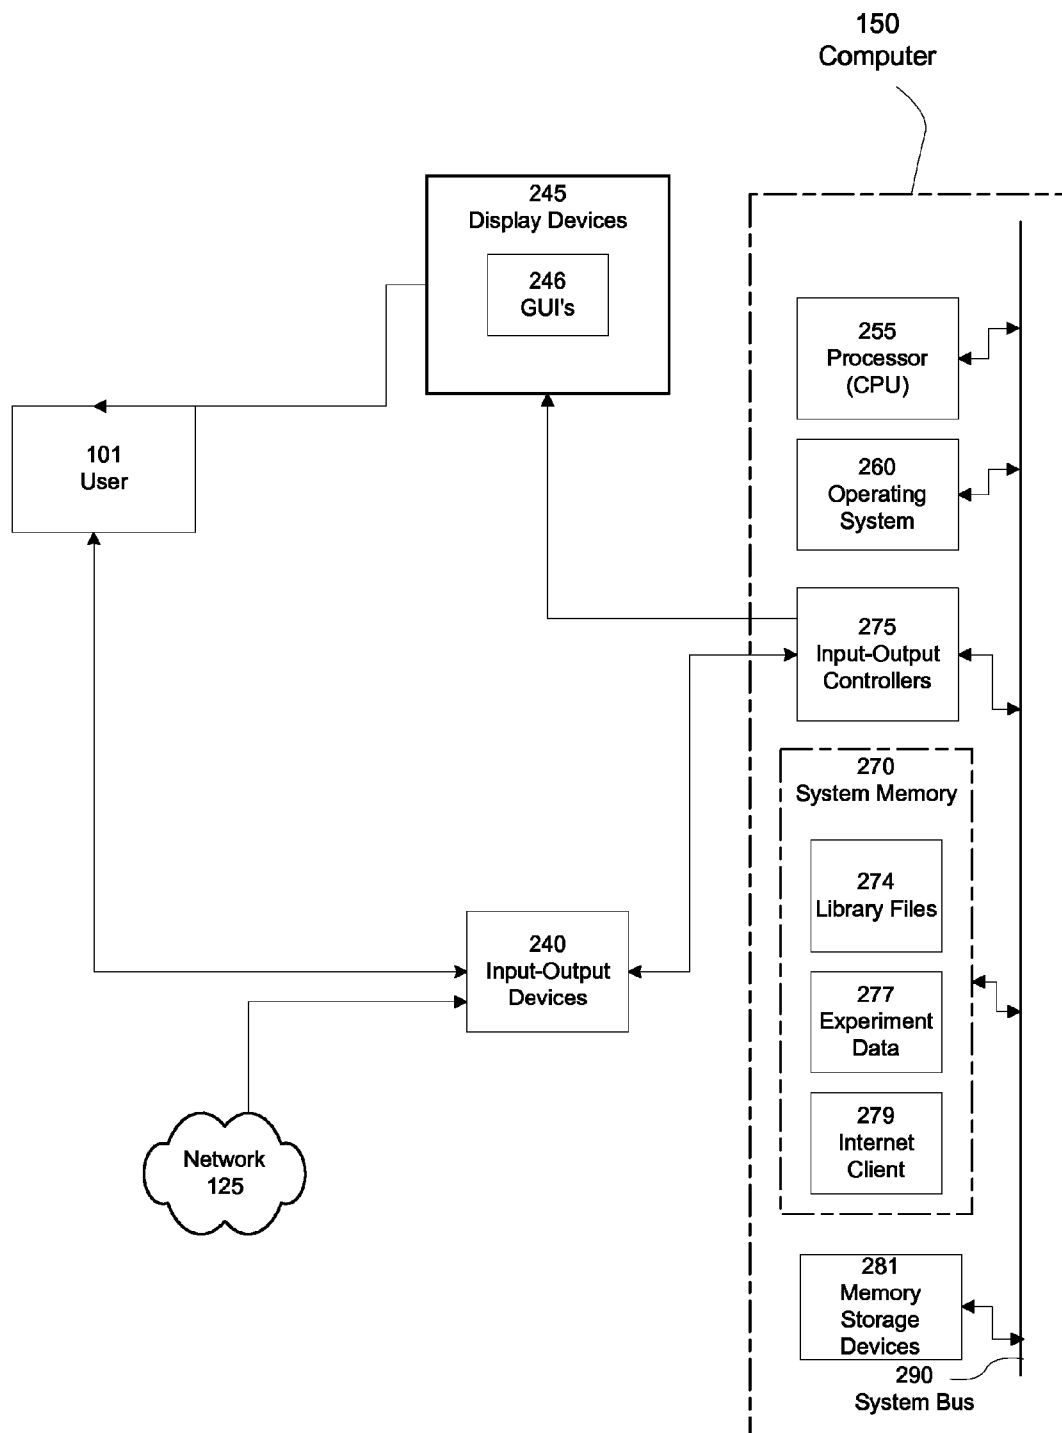 150
Computer
245
Display Devices
246
GUI's
255
Processor
(CPU)
101
User
260
Operating
System
275
Input-Output
Controllers
270
System Memory
274
Library Files
240
Input-Output
Devices
277
Experiment
Data
279
Internet
Client
Network
125
281
Memory
Storage
Devices
290
System Bus